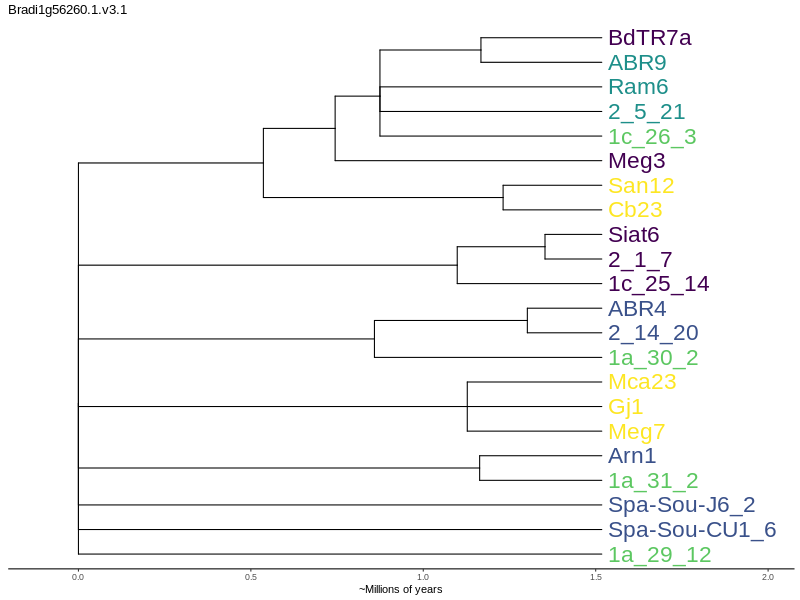 Bradi1g56260.1.v3.1
BdTR7a
ABR9
Ram6
2_5_21
1c_26_3
Meg3
San12
Cb23
Siat6
2_1_7
1c_25_14
ABR4
2_14_20
1a_30_2
Mca23
Gj1
Meg7
Arn1
1a_31_2
Spa-Sou-J6_2
Spa-Sou-CU1_6
1a_29_12
0.0 0.5 1.0 1.5 2.0
~Millions of years